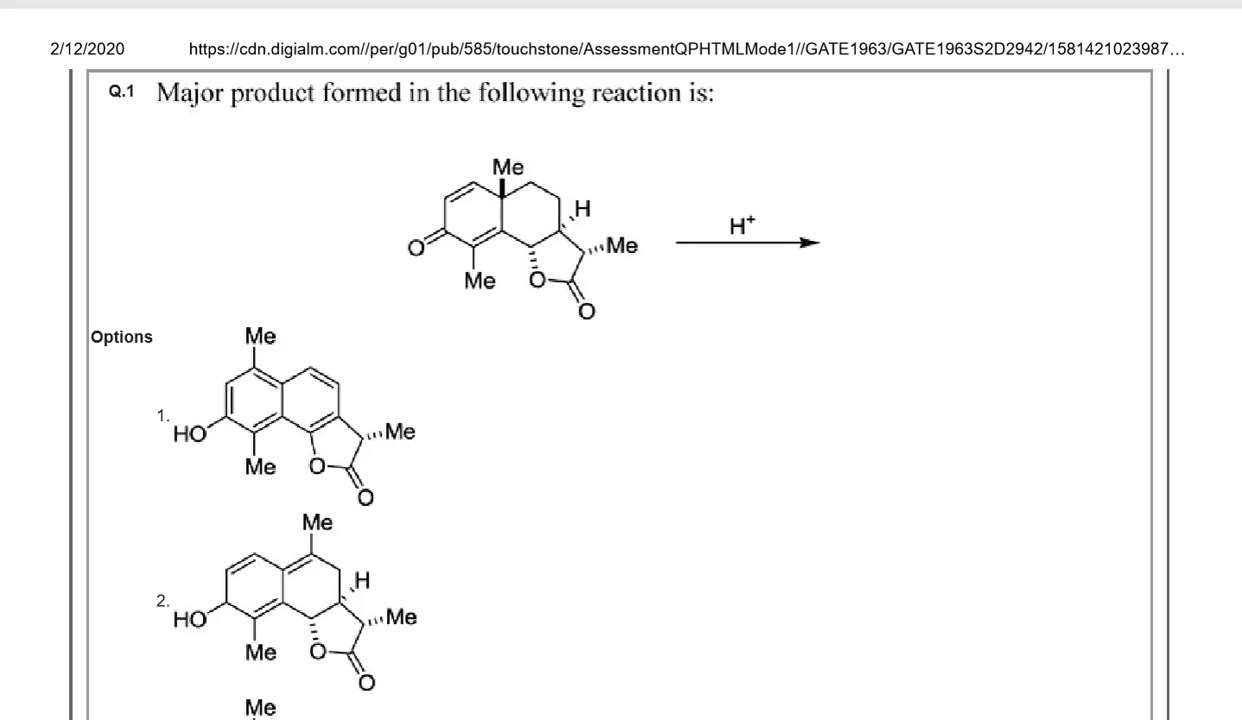 2/12/2020 https://cdn.digialm.com//per/g01/pub/585/touchstone/AssessmentQPHTMLMode1//GATE1963/GATE1963S2D2942/1581421023987…
Q.1 Major product formed in the following reaction is:
Me
H
H+
O
Me
Me
O
O
Options
Me
1.
HO
Me
Me
O
O
Me
H
2.
HO
Me
Me
O
O
Me